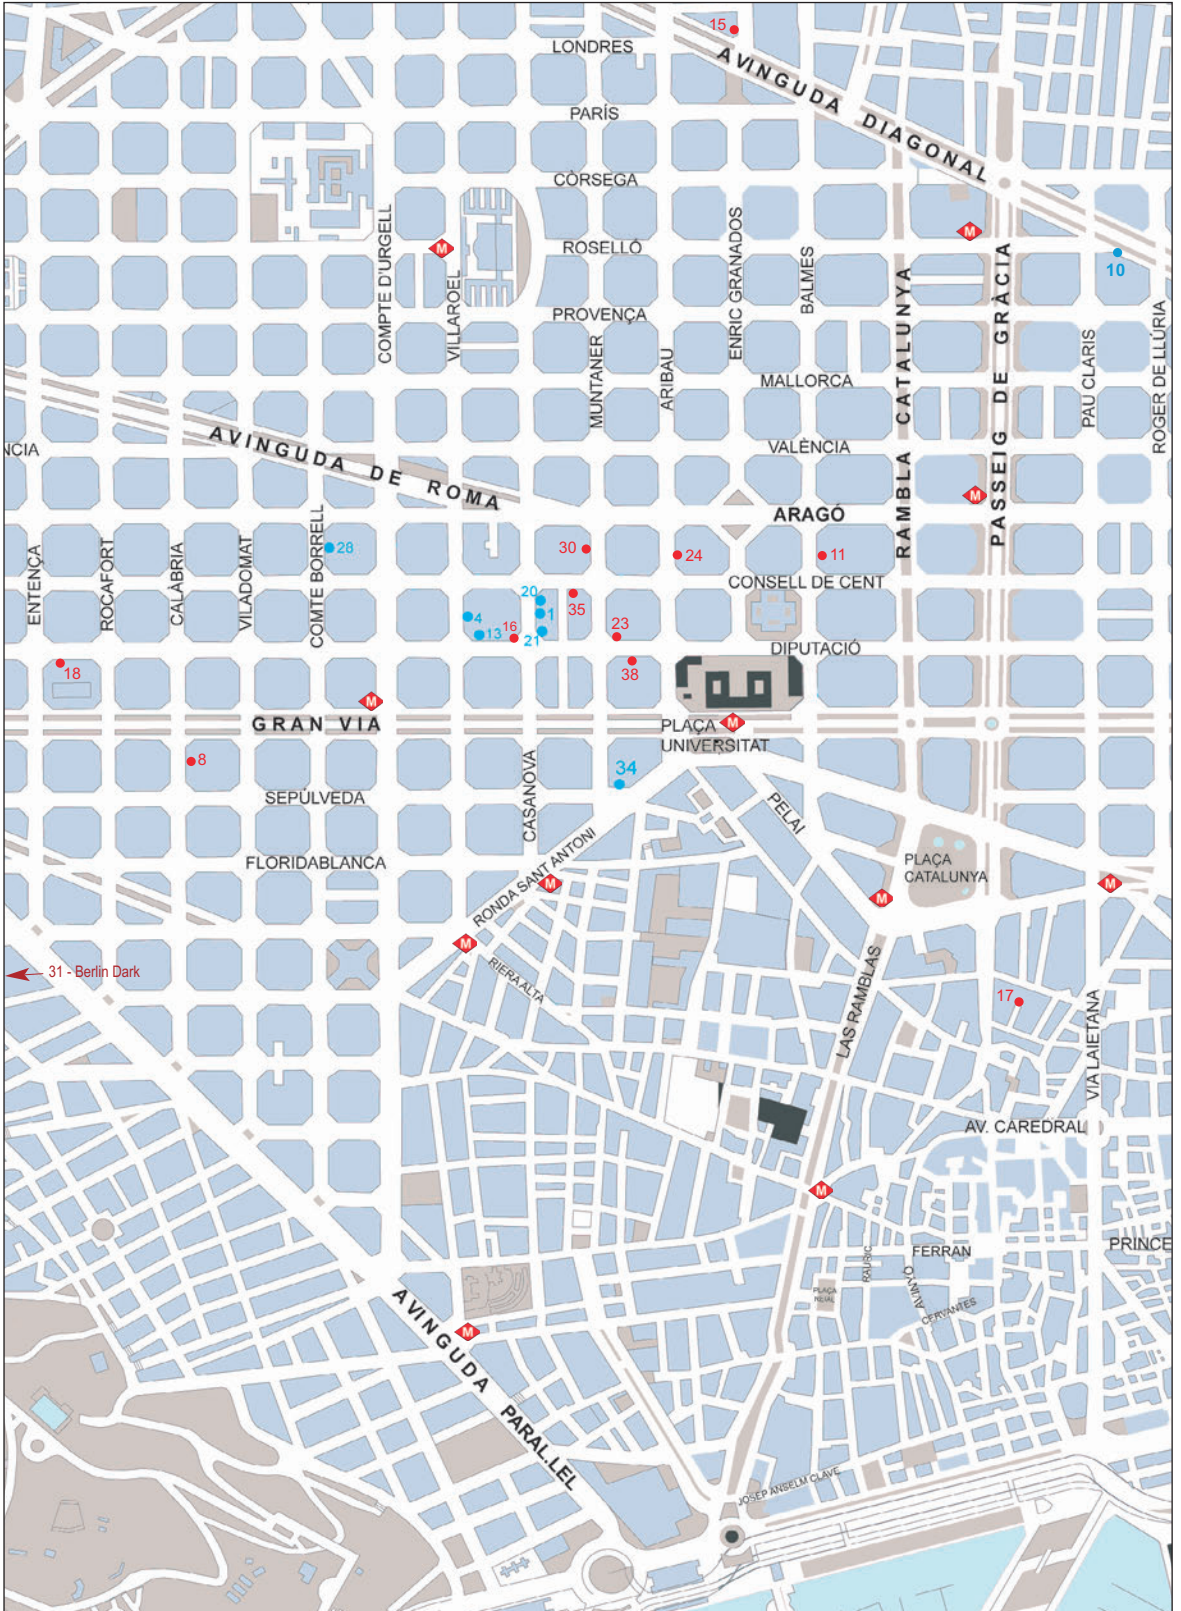 15
LONDRES
AVINGUDA DIAGONAL
PARÍS
CÒRSEGA
COMPTE D'URGELL
M
VILLAROEL
ROSELLÓ
ENRIC GRANADOS
BALMES
M
10
PROVENÇA
MUNTANER
ARIBAU
MALLORCA
RAMBLA CATALUNYA
PASSEIG DE GRÀCIA
PAU CLARIS
ROGER DE LLÚRIA
NCIA
AVINGUDA DE ROMA
VALÈNCIA
M
ARAGÓ
ENTENÇA
ROCAFORT
CALÀBRIA
VILADOMAT
COMTE BORRELL
28
30
24
11
CONSELL DE CENT
20
35
4
1
13
16
21
23
DIPUTACIÓ
18
38
M
GRAN VIA
M
PLAÇA
UNIVERSITAT
8
34
SEPÚLVEDA
CASANOVA
PELAI
FLORIDABLANCA
RONDA SANT ANTONI
PLAÇA
CATALUNYA
M
M
M
M
RIERA ALTA
31 - Berlin Dark
LAS RAMBLAS
17
VIA LAIETANA
AV. CAREDRAL
M
RAURIC
FERRAN
PRINCE
AVINYÓ
PLAÇA
REIAL
CERVANTES
AVINGUDA PARAL.LEL
M
JOSEP ANSELM CLAVE